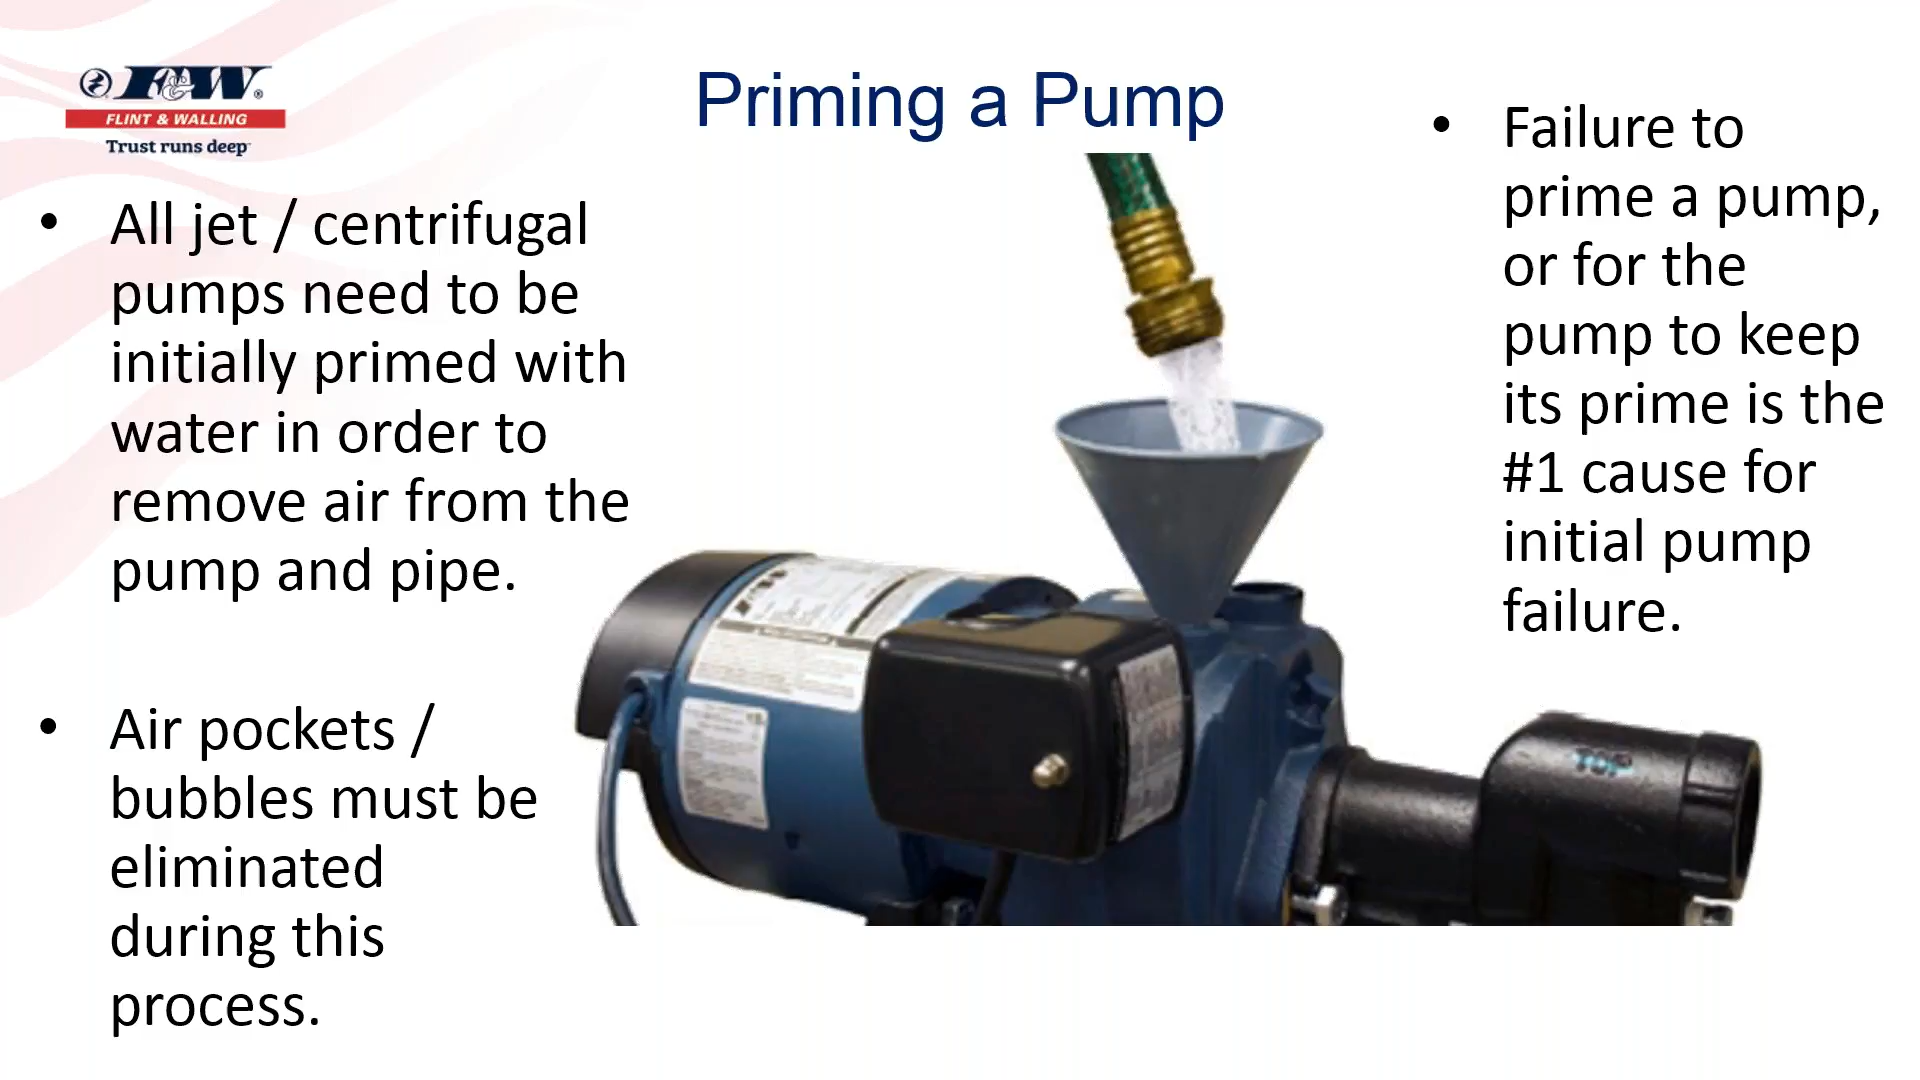 F&W®
FLINT & WALLING
Trust runs deep
Priming a Pump
• All jet / centrifugal
pumps need to be
initially primed with
water in order to
remove air from the
pump and pipe.
• Air pockets /
bubbles must be
eliminated
during this
process.
• Failure to
prime a pump,
or for the
pump to keep
its prime is the
#1 cause for
initial pump
failure.
TOP